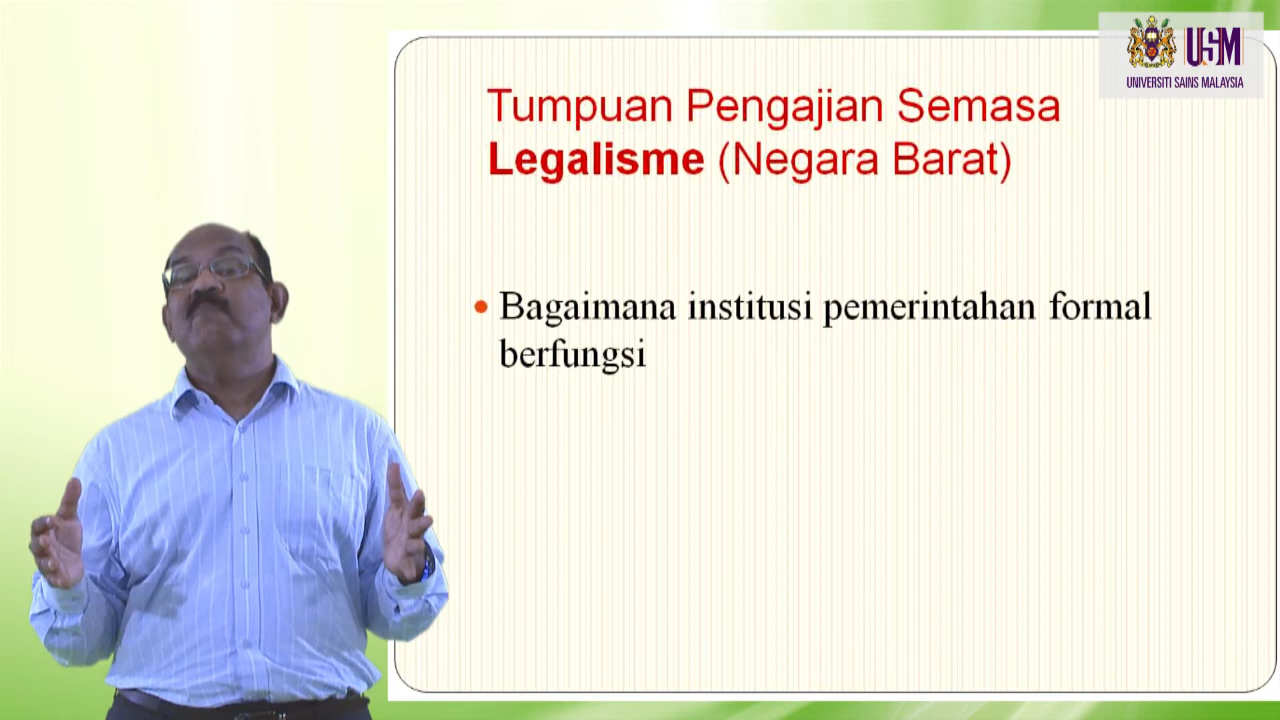 USM
UNIVERSITI SAINS MALAYSIA
Tumpuan Pengajian Semasa
Legalisme (Negara Barat)
• Bagaimana institusi pemerintahan formal
berfungsi